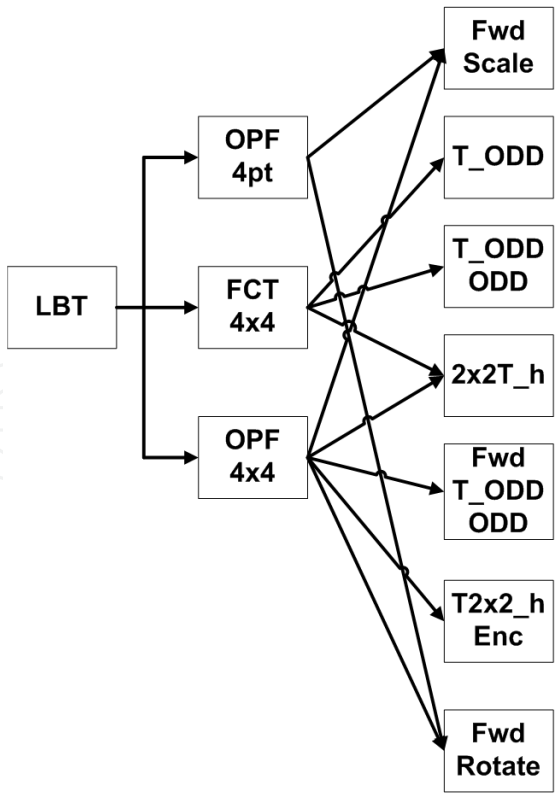 LBT
OPF
4pt
FCT
4x4
OPF
4x4
Fwd
Scale
T_ODD
T_ODD
ODD
2x2T_h
Fwd
T_ODD
ODD
T2x2_h
Enc
Fwd
Rotate